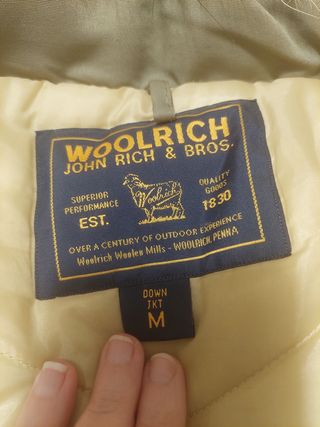 WOOLRICH
JOHN RICH & BROS.
SUPERIOR
PERFORMANCE
EST.
Woolrich
QUALITY
GOODS
1830
OVER A CENTURY OF OUTDOOR EXPERIENCE
Woolrich Woolen Mills - WOOLRICH, PENNA
DOWN
JKT
M